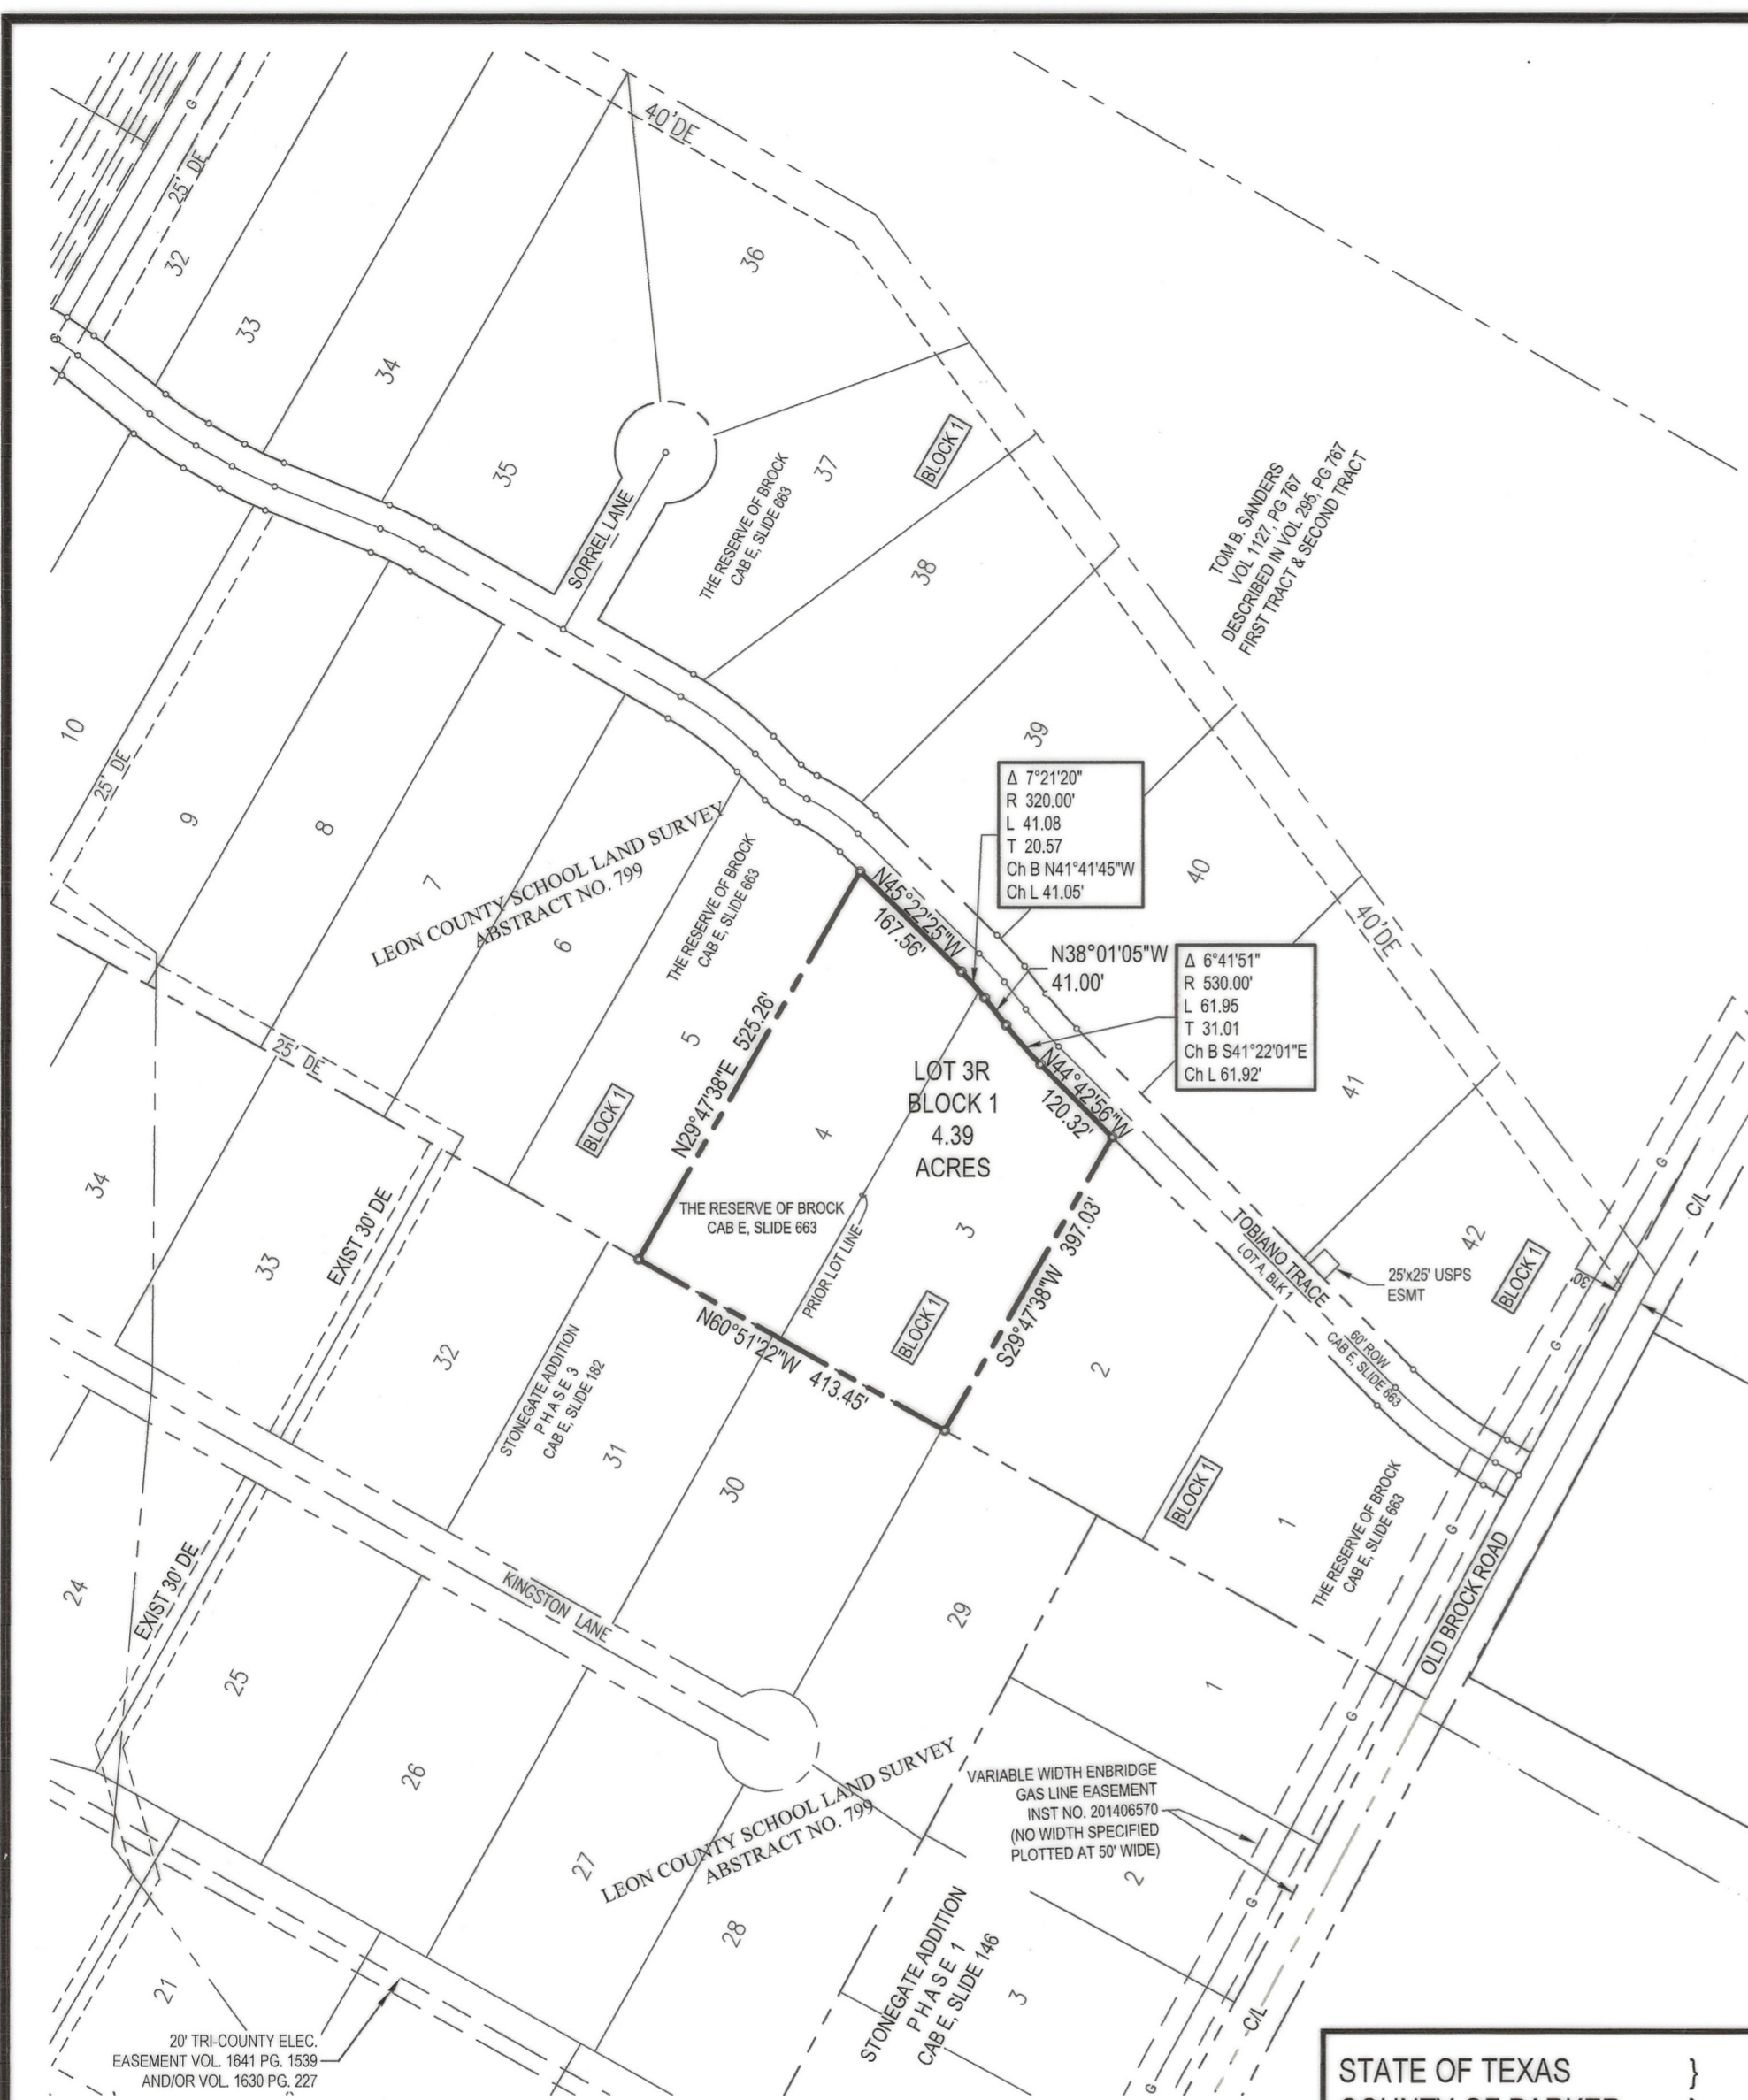 40' DE
G
25' DE
32
33
34
35
36
SORREL LANE
THE RESERVE OF BROCK
CAB E, SLIDE 663
37
BLOCK 1
38
TOM B. SANDERS
VOL 1127, PG 767
DESCRIBED IN VOL 295, PG 767
FIRST TRACT & SECOND TRACT
10
25' DE
9
8
7
LEON COUNTY SCHOOL LAND SURVEY
ABSTRACT NO. 799
6
THE RESERVE OF BROCK
CAB E, SLIDE 663
5
BLOCK 1
39
Δ 7°21'20"
R 320.00'
L 41.08
T 20.57
Ch B N41°41'45"W
Ch L 41.05'
40
40' DE
N45°22'25"W
167.56'
N38°01'05"W
41.00'
Δ 6°41'51"
R 530.00'
L 61.95
T 31.01
Ch B S41°22'01"E
Ch L 61.92'
41
N29°47'38"E 525.26'
LOT 3R
BLOCK 1
4.39
ACRES
N44°42'56"W
120.32'
4
THE RESERVE OF BROCK
CAB E, SLIDE 663
PRIOR LOT LINE
3
BLOCK 1
S29°47'38"W 397.03'
N60°51'22"W 413.45'
25' DE
34
33
EXIST 30' DE
32
STONEGATE ADDITION
PHASE 3
CAB E, SLIDE 182
31
30
TOBIANO TRACE
LOT A, BLK 1
60' ROW
CAB E, SLIDE 663
25'x25' USPS
ESMT
42
BLOCK 1
30'
G
C/L
G
2
BLOCK 1
1
THE RESERVE OF BROCK
CAB E, SLIDE 663
G
OLD BROCK ROAD
24
EXIST 30' DE
KINGSTON LANE
29
25
26
1
G
LEON COUNTY SCHOOL LAND SURVEY
ABSTRACT NO. 799
VARIABLE WIDTH ENBRIDGE
GAS LINE EASEMENT
INST NO. 201406570
(NO WIDTH SPECIFIED
PLOTTED AT 50' WIDE)
27
28
2
G
STONEGATE ADDITION
PHASE 1
CAB E, SLIDE 146
3
C/L
G
21
20' TRI-COUNTY ELEC.
EASEMENT VOL. 1641 PG. 1539
AND/OR VOL. 1630 PG. 227
STATE OF TEXAS }
COUNTY OF PARKER